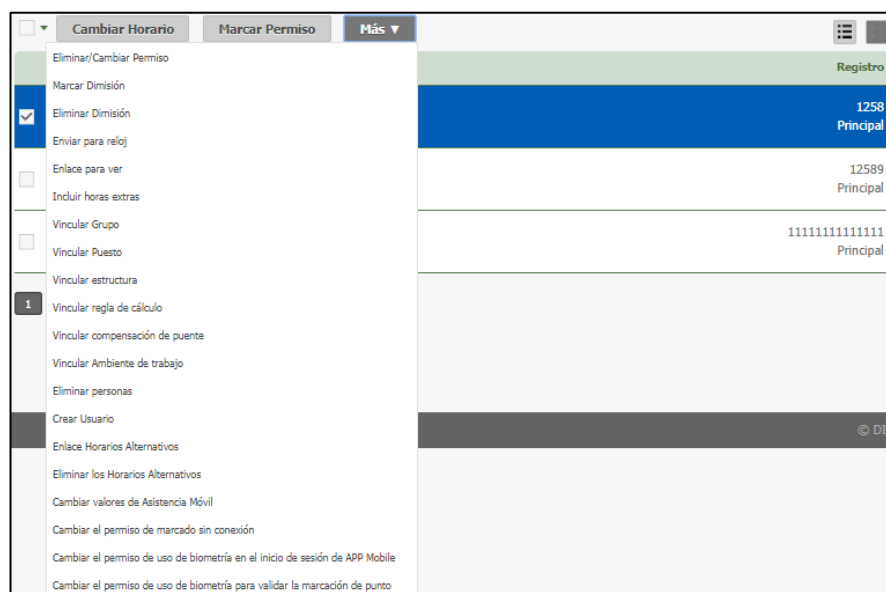 Cambiar Horario Marcar Permiso Más ▼
Eliminar/Cambiar Permiso
Registro
Marcar Dimisión
Eliminar Dimisión
1258
Principal
Enviar para reloj
Enlace para ver
12589
Principal
Incluir horas extras
Vincular Grupo
11111111111111
Vincular Puesto
Principal
Vincular estructura
1
Vincular regla de cálculo
Vincular compensación de puente
Vincular Ambiente de trabajo
Eliminar personas
Crear Usuario
© DI
Enlace Horarios Alternativos
Eliminar los Horarios Alternativos
Cambiar valores de Asistencia Móvil
Cambiar el permiso de marcado sin conexión
Cambiar el permiso de uso de biometría en el inicio de sesión de APP Mobile
Cambiar el permiso de uso de biometría para validar la marcación de punto